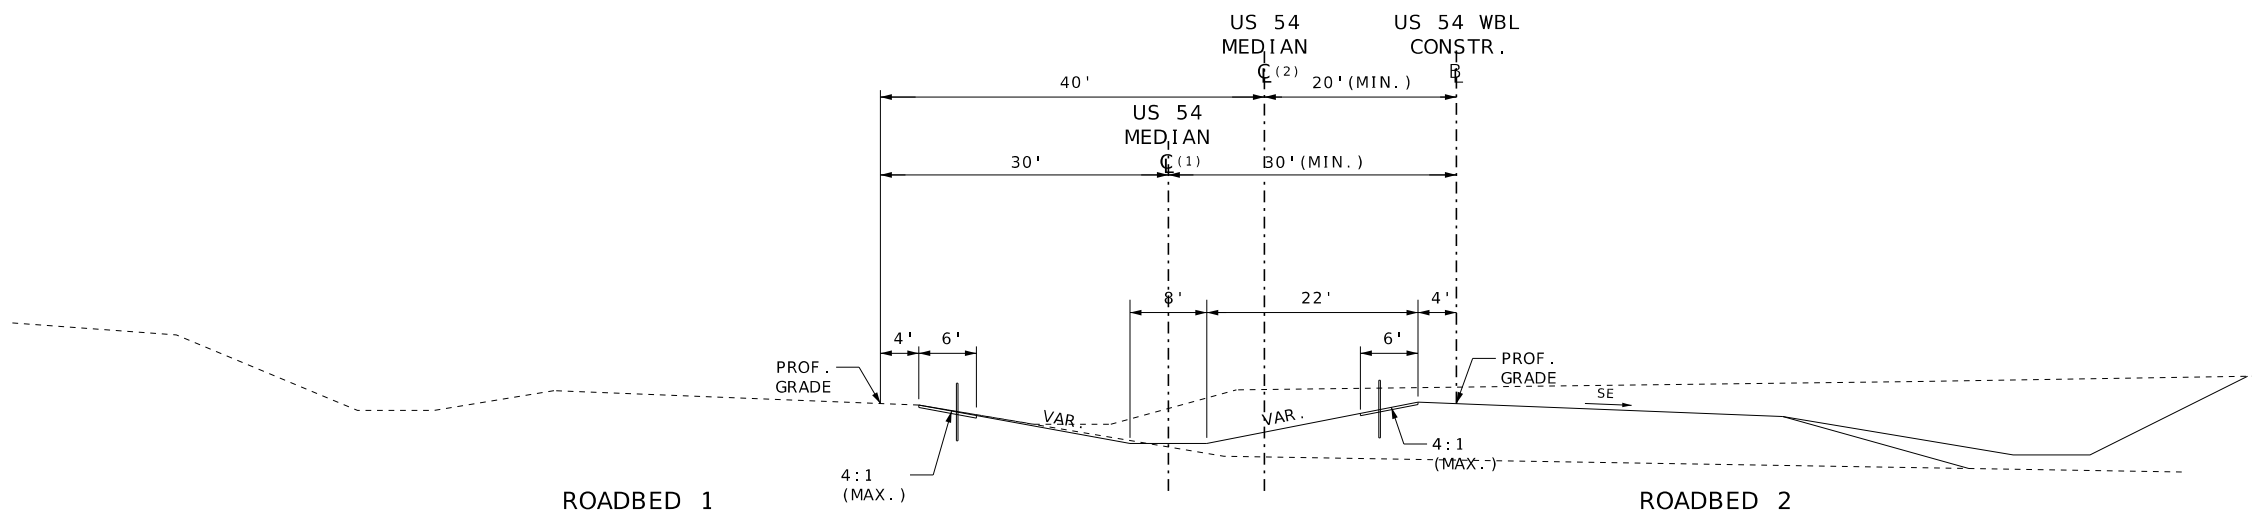 US 54
MEDIAN
℄ (2)
US 54 WBL
CONSTR.
BL
40'
20'(MIN.)
US 54
MEDIAN
℄ (1)
30'
30'(MIN.)
8'
22'
4'
4'
6'
6'
PROF.
GRADE
PROF.
GRADE
SE
VAR.
VAR.
4:1
(MAX.)
4:1
(MAX.)
ROADBED 1
ROADBED 2